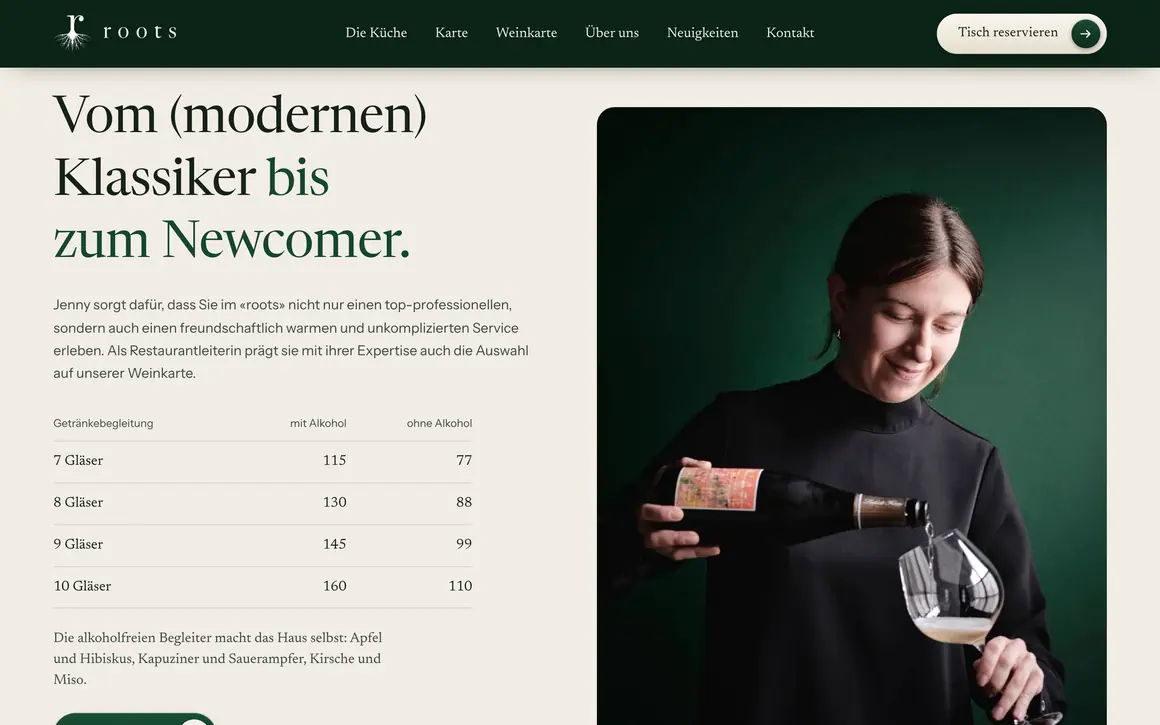 roots
Die Küche Karte Weinkarte Über uns Neuigkeiten Kontakt
Tisch reservieren
Vom (modernen)
Klassiker bis
zum Newcomer.
Jenny sorgt dafür, dass Sie im «roots» nicht nur einen top-professionellen,
sondern auch einen freundschaftlich warmen und unkomplizierten Service
erleben. Als Restaurantleiterin prägt sie mit ihrer Expertise auch die Auswahl
auf unserer Weinkarte.
Getränkebegleitung mit Alkohol ohne Alkohol
7 Gläser 115 77
8 Gläser 130 88
9 Gläser 145 99
10 Gläser 160 110
Die alkoholfreien Begleiter macht das Haus selbst: Apfel
und Hibiskus, Kapuziner und Sauerampfer, Kirsche und
Miso.